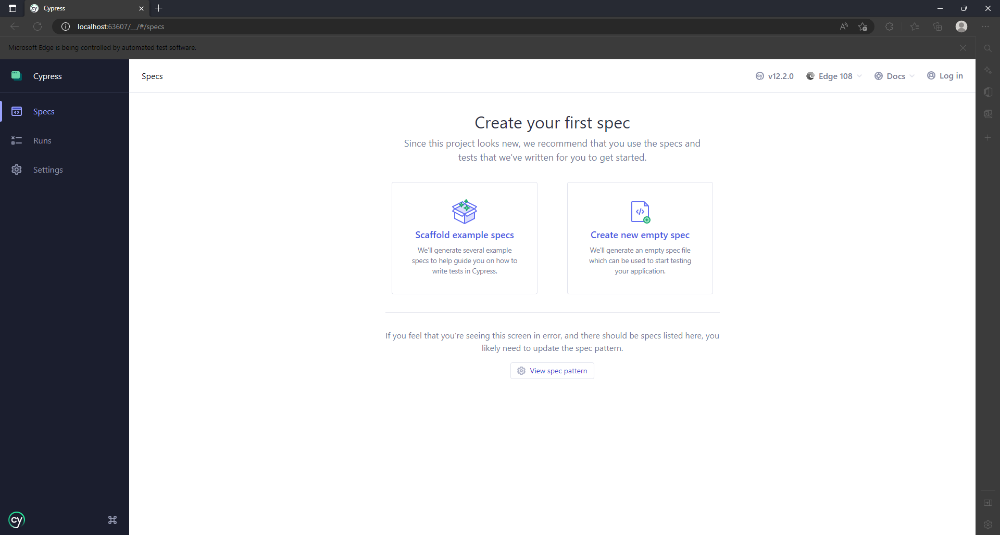 Cypress
localhost:63607/__/#/specs
Microsoft Edge is being controlled by automated test software.
Cypress
Specs
v12.2.0
Edge 108
Docs
Log in
Specs
Runs
Settings
Create your first spec
Since this project looks new, we recommend that you use the specs and
tests that we've written for you to get started.
Scaffold example specs
We'll generate several example
specs to help guide you on how to
write tests in Cypress.
Create new empty spec
We'll generate an empty spec file
which can be used to start testing
your application.
If you feel that you're seeing this screen in error, and there should be specs listed here, you
likely need to update the spec pattern.
View spec pattern
cy